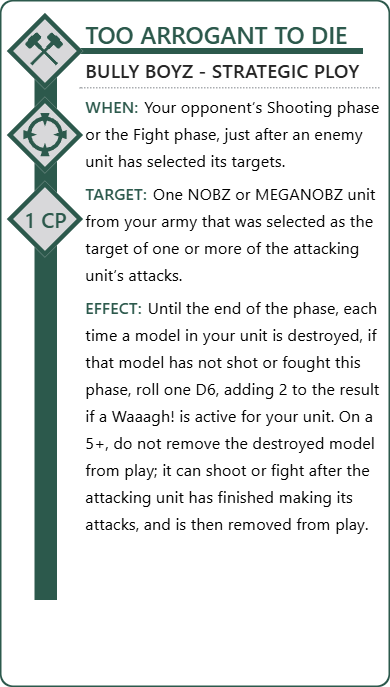 TOO ARROGANT TO DIE
BULLY BOYZ - STRATEGIC PLOY
WHEN: Your opponent’s Shooting phase
or the Fight phase, just after an enemy
unit has selected its targets.
TARGET: One NOBZ or MEGANOBZ unit
from your army that was selected as the
target of one or more of the attacking
unit’s attacks.
1 CP
EFFECT: Until the end of the phase, each
time a model in your unit is destroyed, if
that model has not shot or fought this
phase, roll one D6, adding 2 to the result
if a Waaagh! is active for your unit. On a
5+, do not remove the destroyed model
from play; it can shoot or fight after the
attacking unit has finished making its
attacks, and is then removed from play.